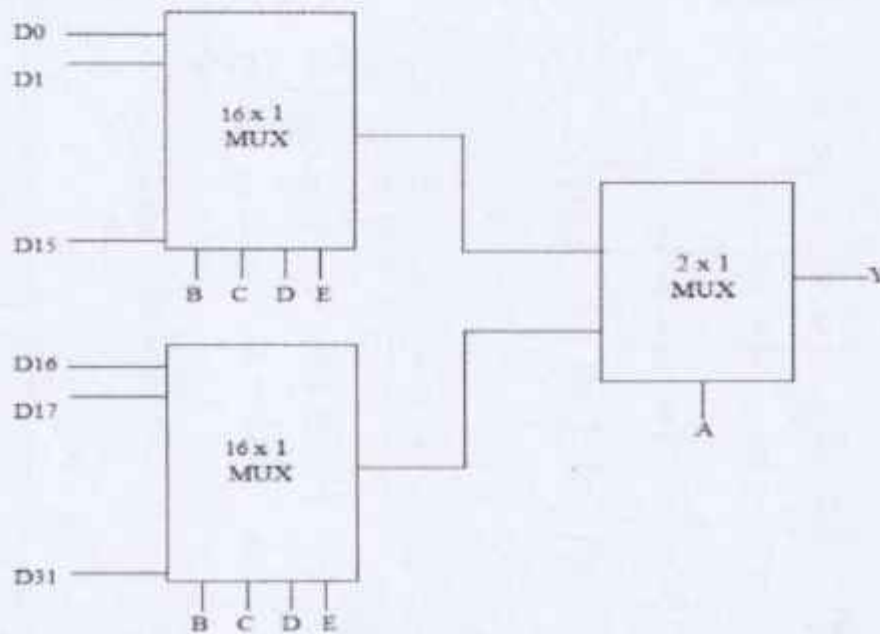 D0
D1
16 x 1
MUX
D15
B C D E
2 x 1
MUX
Y
A
D16
D17
16 x 1
MUX
D31
B C D E